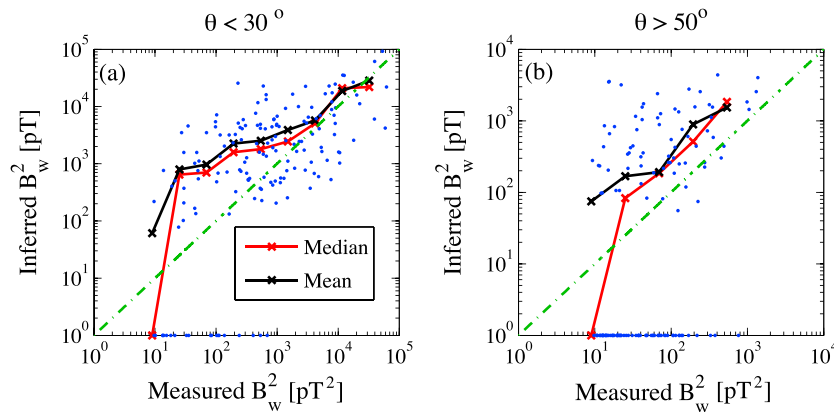 θ < 30 °
θ > 50°
(a)
(b)
Inferred B_w^2 [pT]
10^5
10^4
10^3
10^2
10^1
10^0
Median
Mean
10^0 10^1 10^2 10^3 10^4 10^5
Measured B_w^2 [pT^2]
Inferred B_w^2 [pT]
10^4
10^3
10^2
10^1
10^0
10^0 10^1 10^2 10^3 10^4
Measured B_w^2 [pT^2]